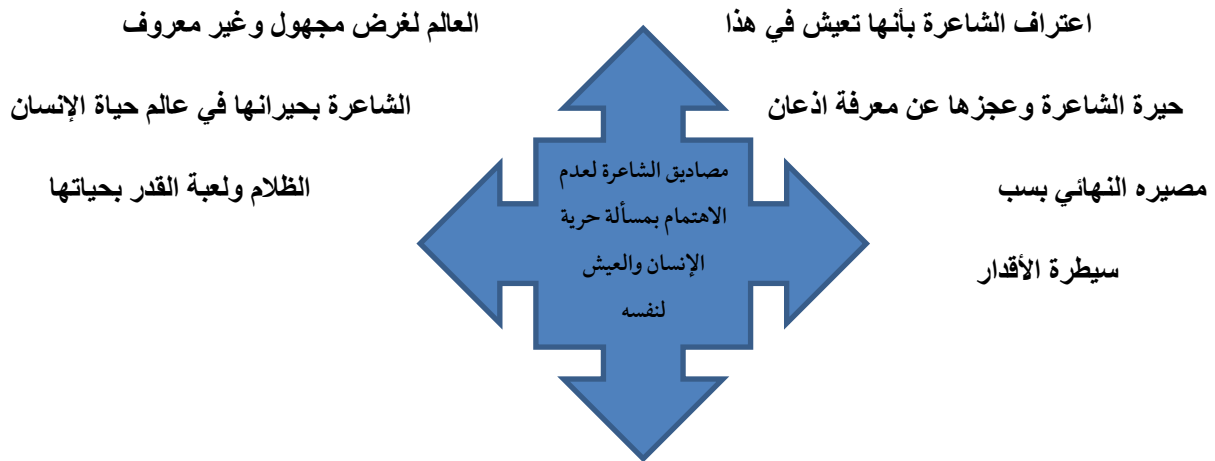 اعتراف الشاعرة بأنها تعيش في هذا
العالم لغرض مجهول وغير معروف
حيرة الشاعرة وعجزها عن معرفة اذعان
الشاعرة بحيرانها في عالم حياة الإنسان
مصيره النهائي بسب
الظلام ولعبة القدر بحياتها
سيطرة الأقدار
مصاديق الشاعرة لعدم
الاهتمام بمسألة حرية
الإنسان والعيش
لنفسه